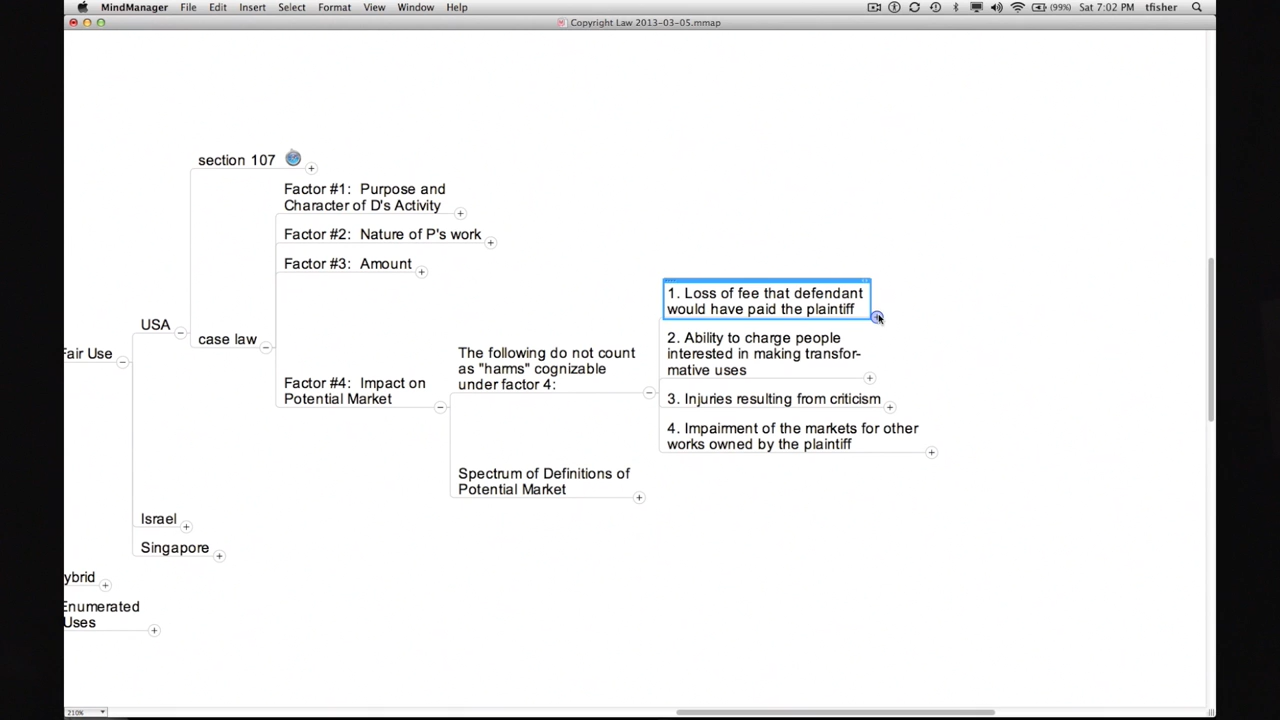 MindManager File Edit Insert Select Format View Window Help (99%) Sat 7:02 PM tfisher
Copyright Law 2013-03-05.mmap
section 107
Factor #1: Purpose and
Character of D's Activity
Factor #2: Nature of P's work
Factor #3: Amount
1. Loss of fee that defendant
would have paid the plaintiff
USA
case law
Fair Use
2. Ability to charge people
interested in making transfor-
mative uses
The following do not count
as "harms" cognizable
under factor 4:
Factor #4: Impact on
Potential Market
3. Injuries resulting from criticism
4. Impairment of the markets for other
works owned by the plaintiff
Spectrum of Definitions of
Potential Market
Israel
Singapore
ybrid
Enumerated
Uses
210%